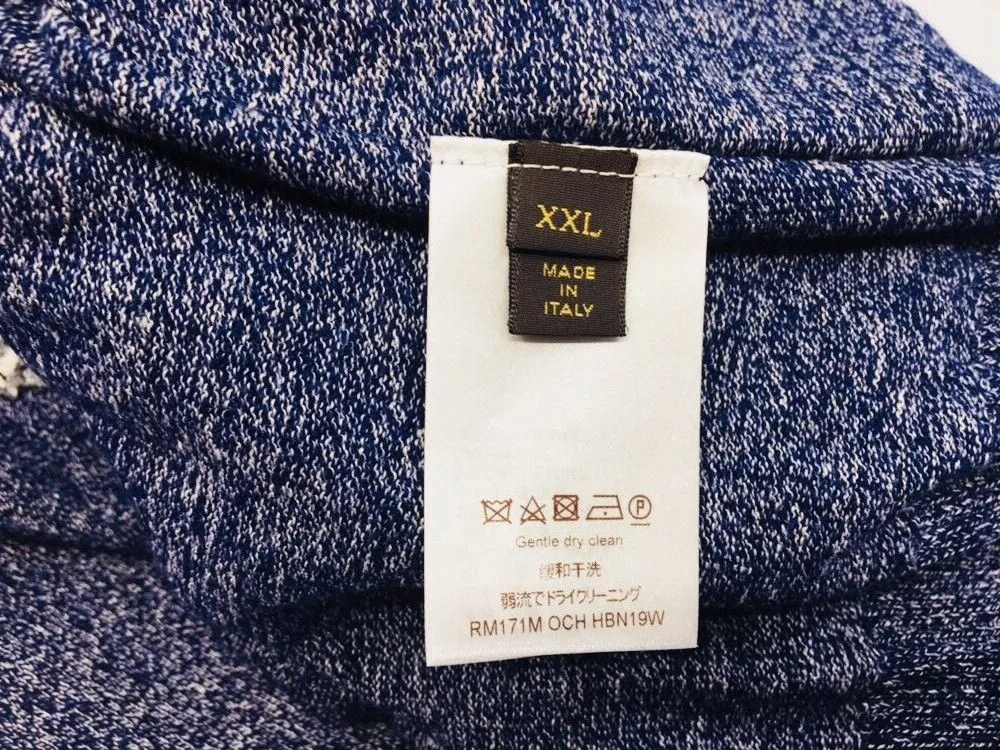 XXL
MADE
IN
ITALY
P
Gentle dry clean
缓和干洗
弱流でドライクリーニング
RM171M OCH HBN19W